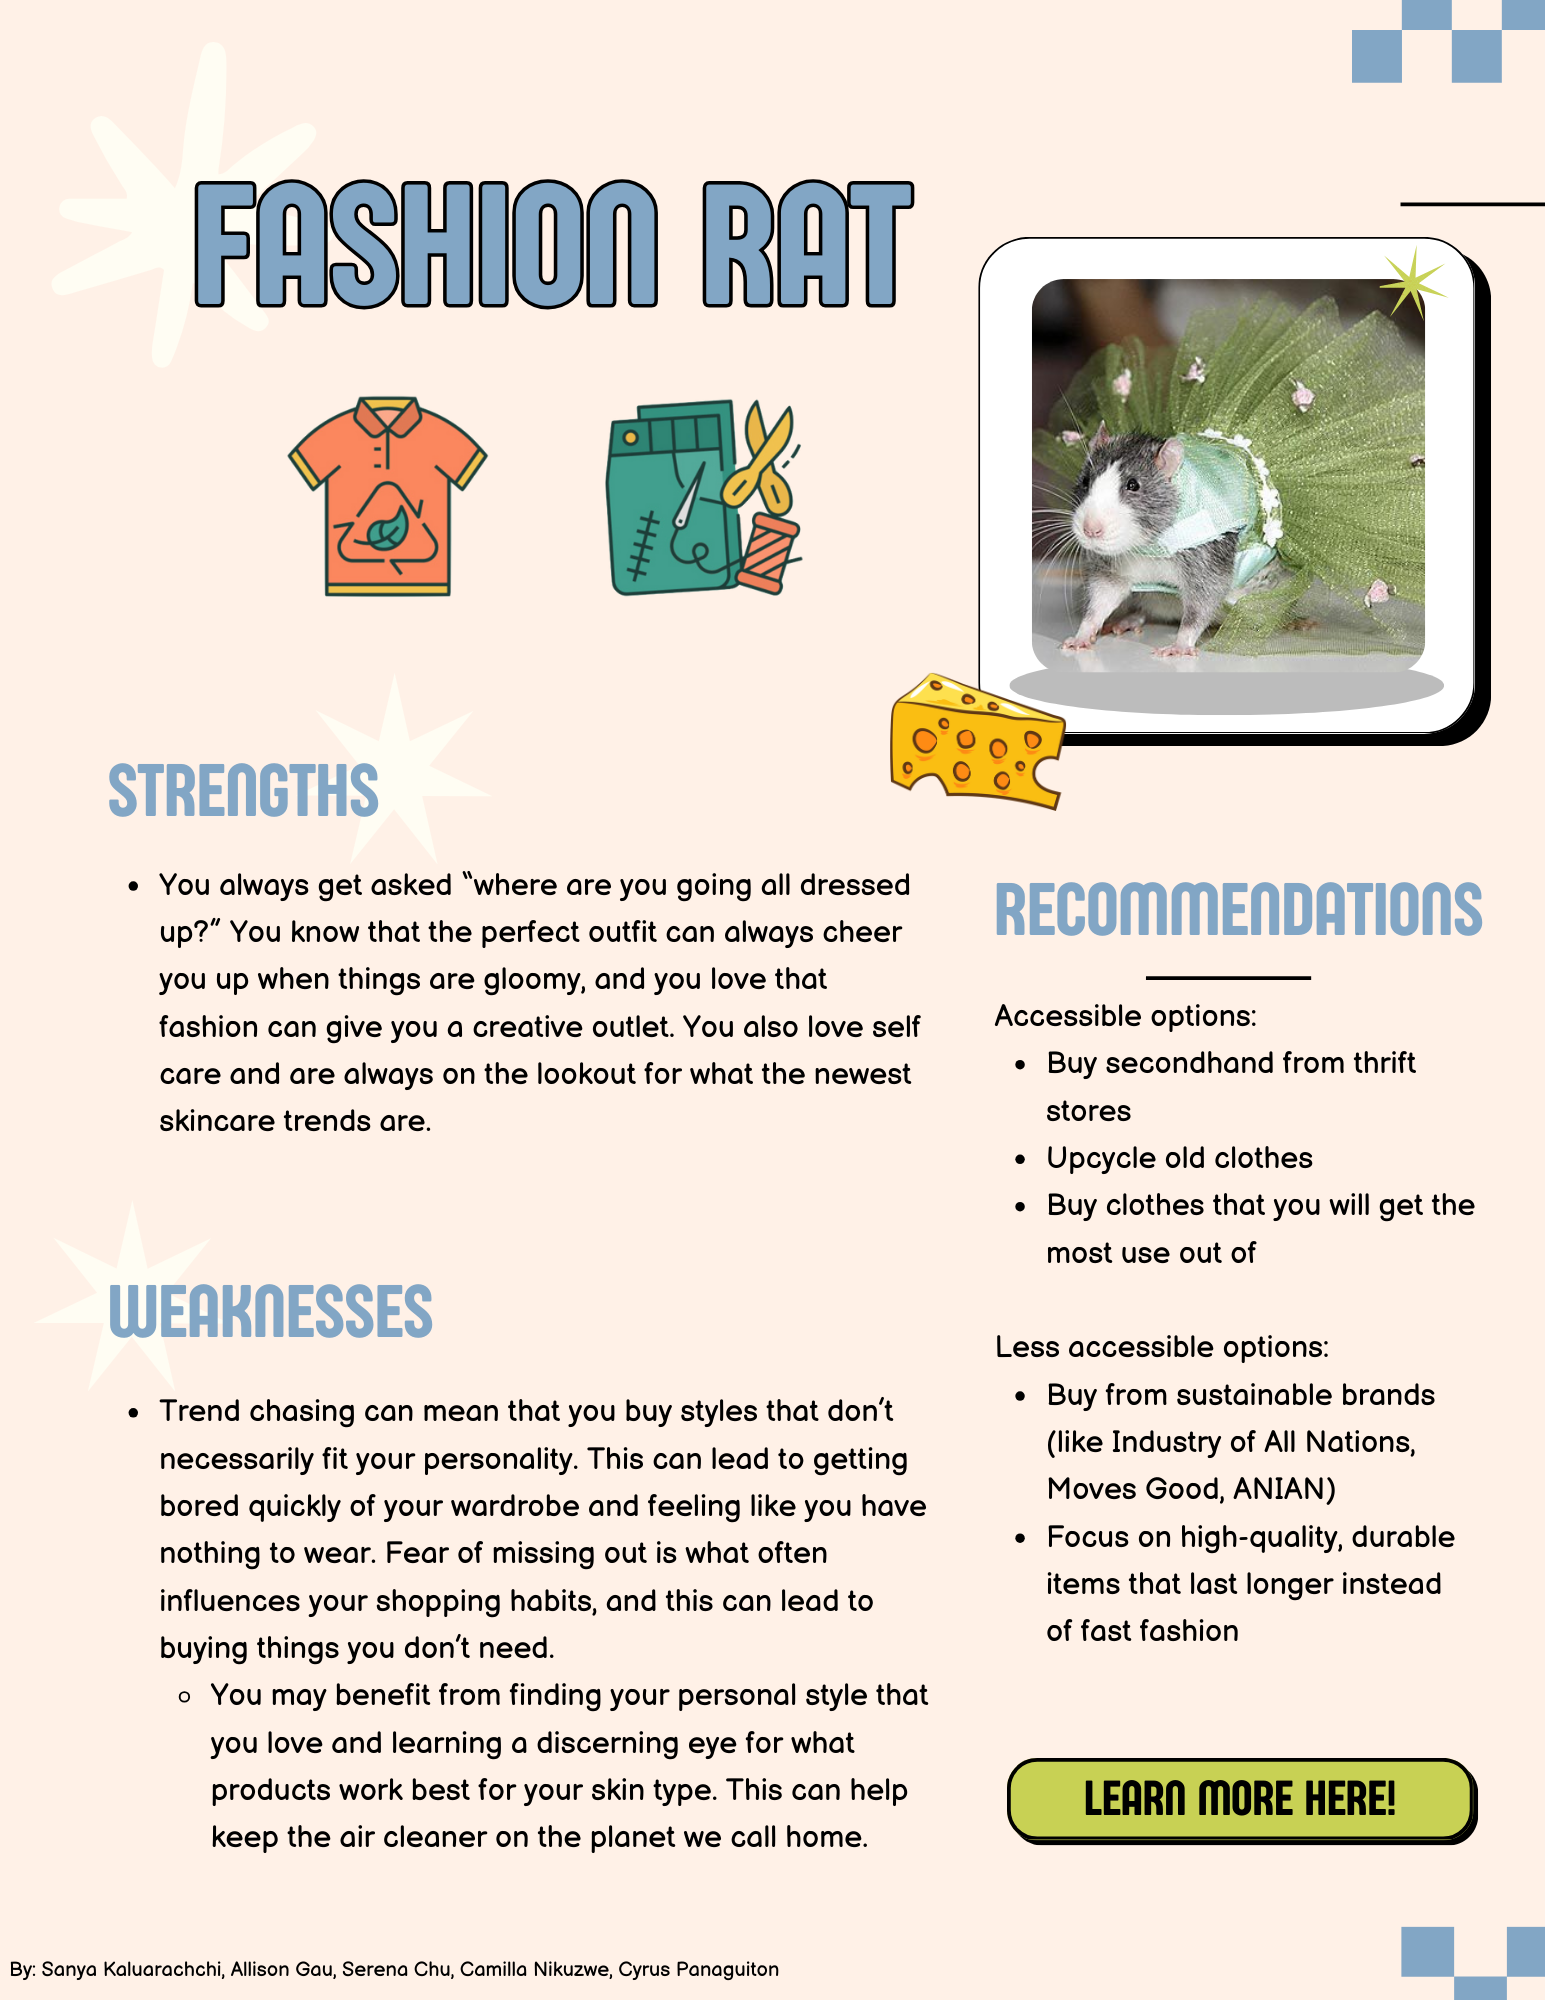 FASHION RAT
STRENGTHS
• You always get asked “where are you going all dressed
up?” You know that the perfect outfit can always cheer
you up when things are gloomy, and you love that
fashion can give you a creative outlet. You also love self
care and are always on the lookout for what the newest
skincare trends are.
WEAKNESSES
• Trend chasing can mean that you buy styles that don’t
necessarily fit your personality. This can lead to getting
bored quickly of your wardrobe and feeling like you have
nothing to wear. Fear of missing out is what often
influences your shopping habits, and this can lead to
buying things you don’t need.
◦ You may benefit from finding your personal style that
you love and learning a discerning eye for what
products work best for your skin type. This can help
keep the air cleaner on the planet we call home.
RECOMMENDATIONS
Accessible options:
• Buy secondhand from thrift
stores
• Upcycle old clothes
• Buy clothes that you will get the
most use out of
Less accessible options:
• Buy from sustainable brands
(like Industry of All Nations,
Moves Good, ANIAN)
• Focus on high-quality, durable
items that last longer instead
of fast fashion
LEARN MORE HERE!
By: Sanya Kaluarachchi, Allison Gau, Serena Chu, Camilla Nikuzwe, Cyrus Panaguiton